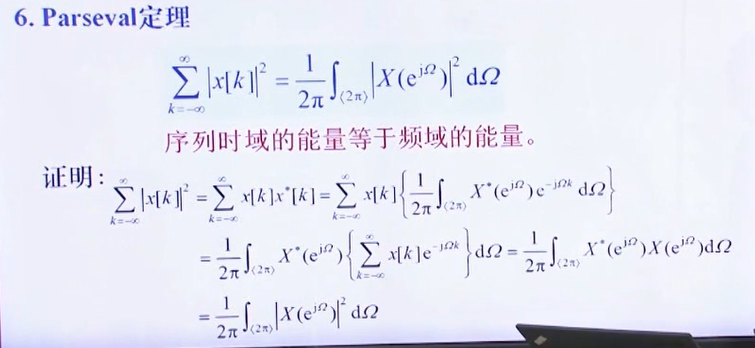 6. Parseval定理
∑_{k=-∞}^{∞} |x[k]|² = 1/2π ∫_{⟨2π⟩} |X(e^{jΩ})|² dΩ
序列时域的能量等于频域的能量。
证明: ∑_{k=-∞}^{∞} |x[k]|² = ∑_{k=-∞}^{∞} x[k]x*[k] = ∑_{k=-∞}^{∞} x[k]{1/2π ∫_{⟨2π⟩} X*(e^{jΩ})e^{-jΩk} dΩ}
= 1/2π ∫_{⟨2π⟩} X*(e^{jΩ}){∑_{k=-∞}^{∞} x[k]e^{-jΩk}}dΩ = 1/2π ∫_{⟨2π⟩} X*(e^{jΩ})X(e^{jΩ})dΩ
= 1/2π ∫_{⟨2π⟩} |X(e^{jΩ})|² dΩ